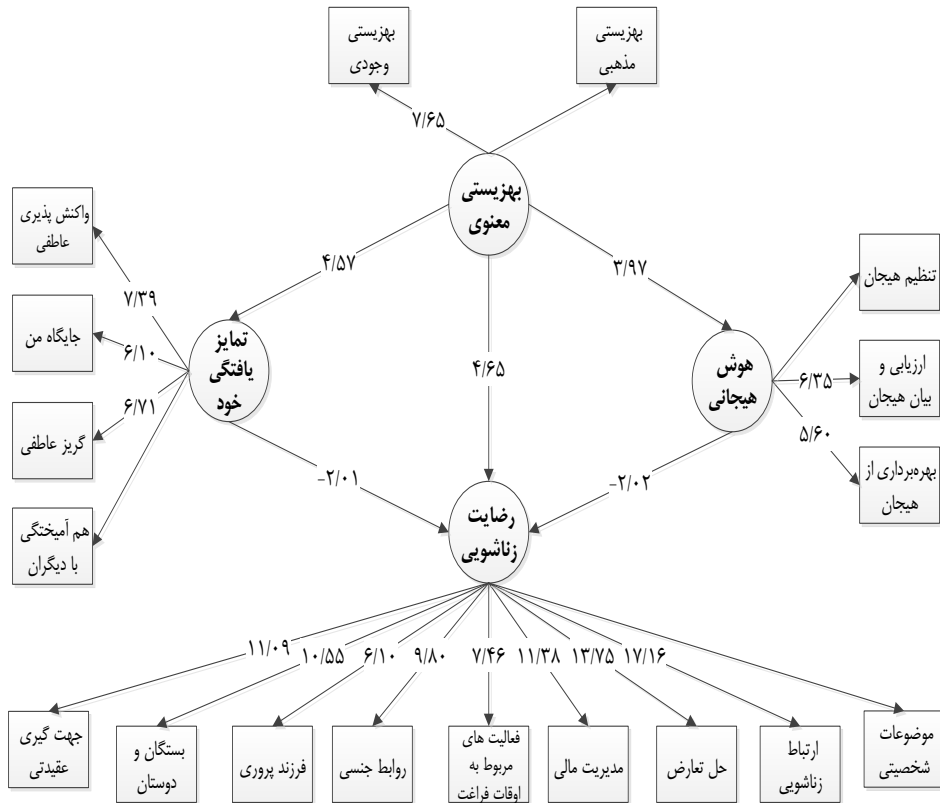 بهزیستی
وجودی
بهزیستی
مذهبی
۷/۶۵
بهزیستی
معنوی
۴/۵۷
۳/۹۷
۴/۶۵
واکنش پذیری
عاطفی
جایگاه من
گریز عاطفی
هم آمیختگی
با دیگران
۷/۳۹
۶/۱۰
۶/۷۱
تمایز
یافتگی
خود
هوش
هیجانی
تنظیم هیجان
ارزیابی و
بیان هیجان
بهره‌برداری از
هیجان
۶/۳۵
۵/۶۰
-۲/۰۱
-۲/۰۲
رضایت
زناشویی
۱۱/۰۹
۱۰/۵۵
۶/۱۰
۹/۸۰
۷/۴۶
۱۱/۳۸
۱۳/۷۵
۱۷/۱۶
جهت گیری
عقیدتی
بستگان و
دوستان
فرزند پروری
روابط جنسی
فعالیت های
مربوط به
اوقات فراغت
مدیریت مالی
حل تعارض
ارتباط
زناشویی
موضوعات
شخصیتی